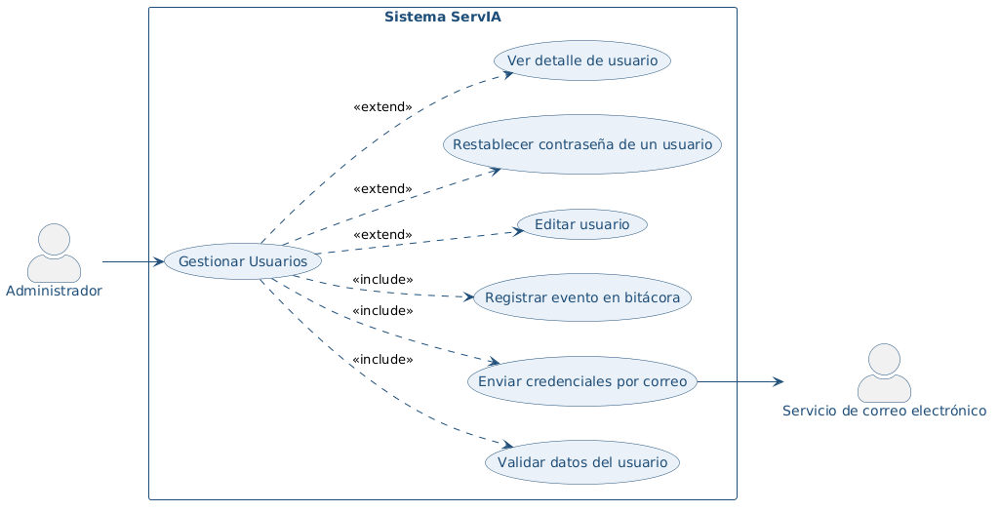 Sistema ServIA
Ver detalle de usuario
«extend»
Restablecer contraseña de un usuario
«extend»
Editar usuario
«extend»
Gestionar Usuarios
Administrador
«include»
Registrar evento en bitácora
«include»
Enviar credenciales por correo
Servicio de correo electrónico
«include»
Validar datos del usuario